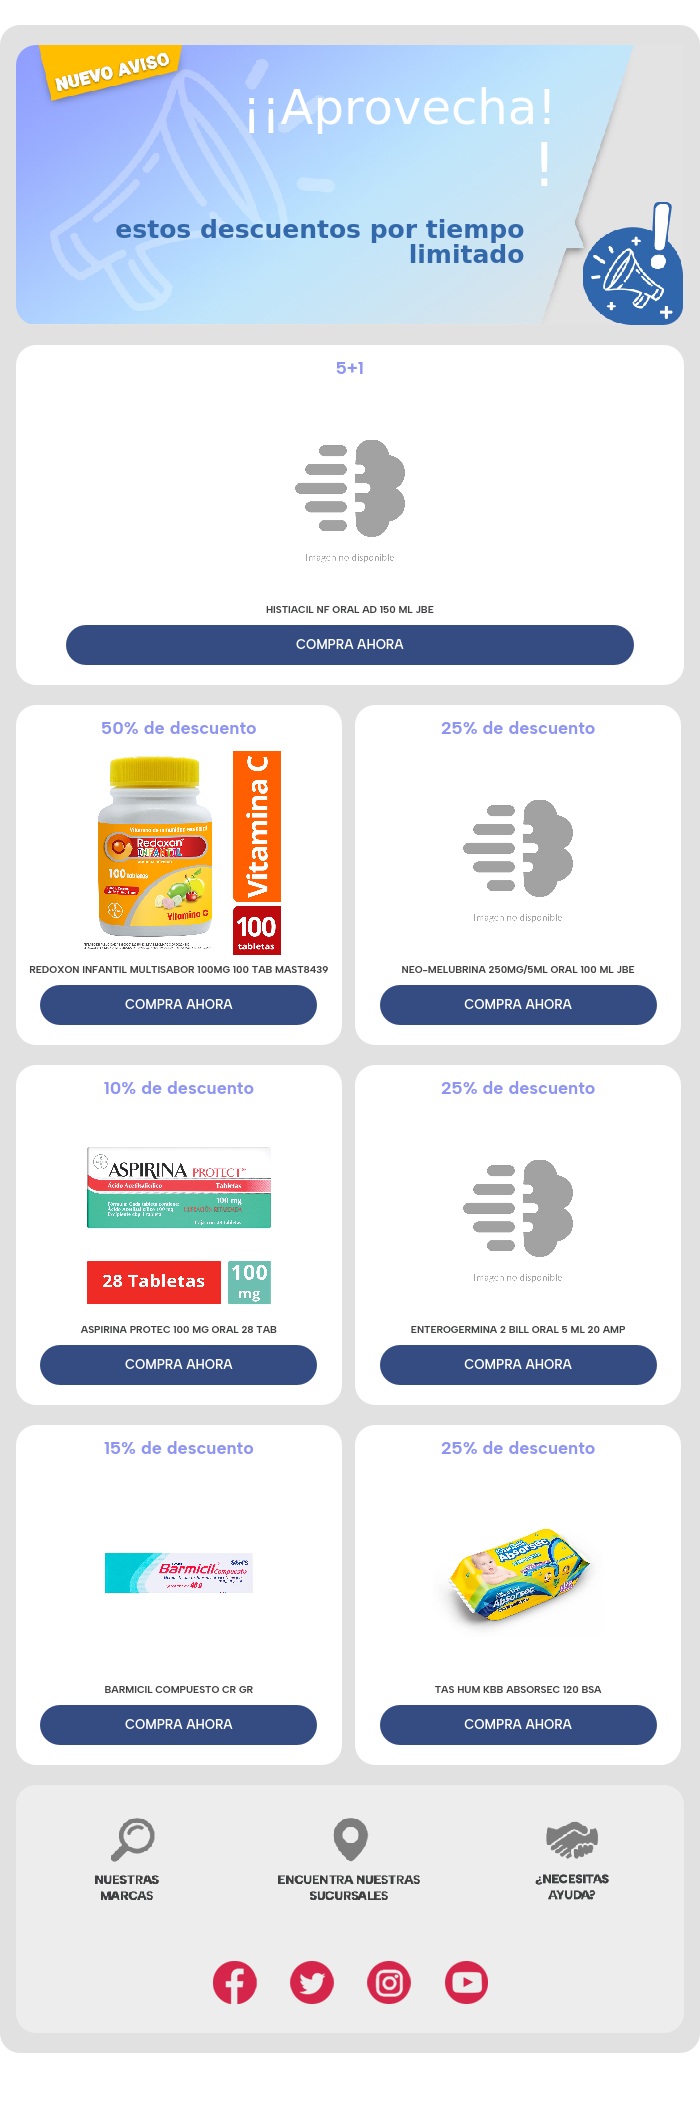 NUEVO AVISO
¡¡Aprovecha!
!
estos descuentos por tiempo
limitado
5+1
Imagen no disponible
HISTIACIL NF ORAL AD 150 ML JBE
COMPRA AHORA
50% de descuento
Redoxon
INFANTIL
100 tabletas
Vitamina C
Vitamina C
100
tabletas
REDOXON INFANTIL MULTISABOR 100MG 100 TAB MAST8439
COMPRA AHORA
25% de descuento
Imagen no disponible
NEO-MELUBRINA 250MG/5ML ORAL 100 ML JBE
COMPRA AHORA
10% de descuento
ASPIRINA PROTECT
Ácido Acetilsalicílico Tabletas
100 mg
28 Tabletas
100
mg
ASPIRINA PROTEC 100 MG ORAL 28 TAB
COMPRA AHORA
25% de descuento
Imagen no disponible
ENTEROGERMINA 2 BILL ORAL 5 ML 20 AMP
COMPRA AHORA
15% de descuento
Barmicil Compuesto
BARMICIL COMPUESTO CR GR
COMPRA AHORA
25% de descuento
Absorsec
Absorsec
TAS HUM KBB ABSORSEC 120 BSA
COMPRA AHORA
NUESTRAS
MARCAS
ENCUENTRA NUESTRAS
SUCURSALES
¿NECESITAS
AYUDA?